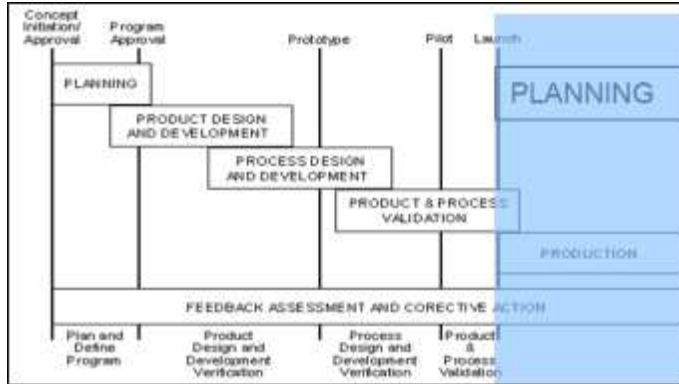 Concept
Initiation/
Approval
Program
Approval
Prototype
Pilot
Launch
PLANNING
PLANNING
PRODUCT DESIGN
AND DEVELOPMENT
PROCESS DESIGN
AND DEVELOPMENT
PRODUCT & PROCESS
VALIDATION
PRODUCTION
FEEDBACK ASSESSMENT AND CORECTIVE ACTION
Plan and
Define
Program
Product
Design and
Development
Verification
Process
Design and
Development
Verification
Product
&
Process
Validation